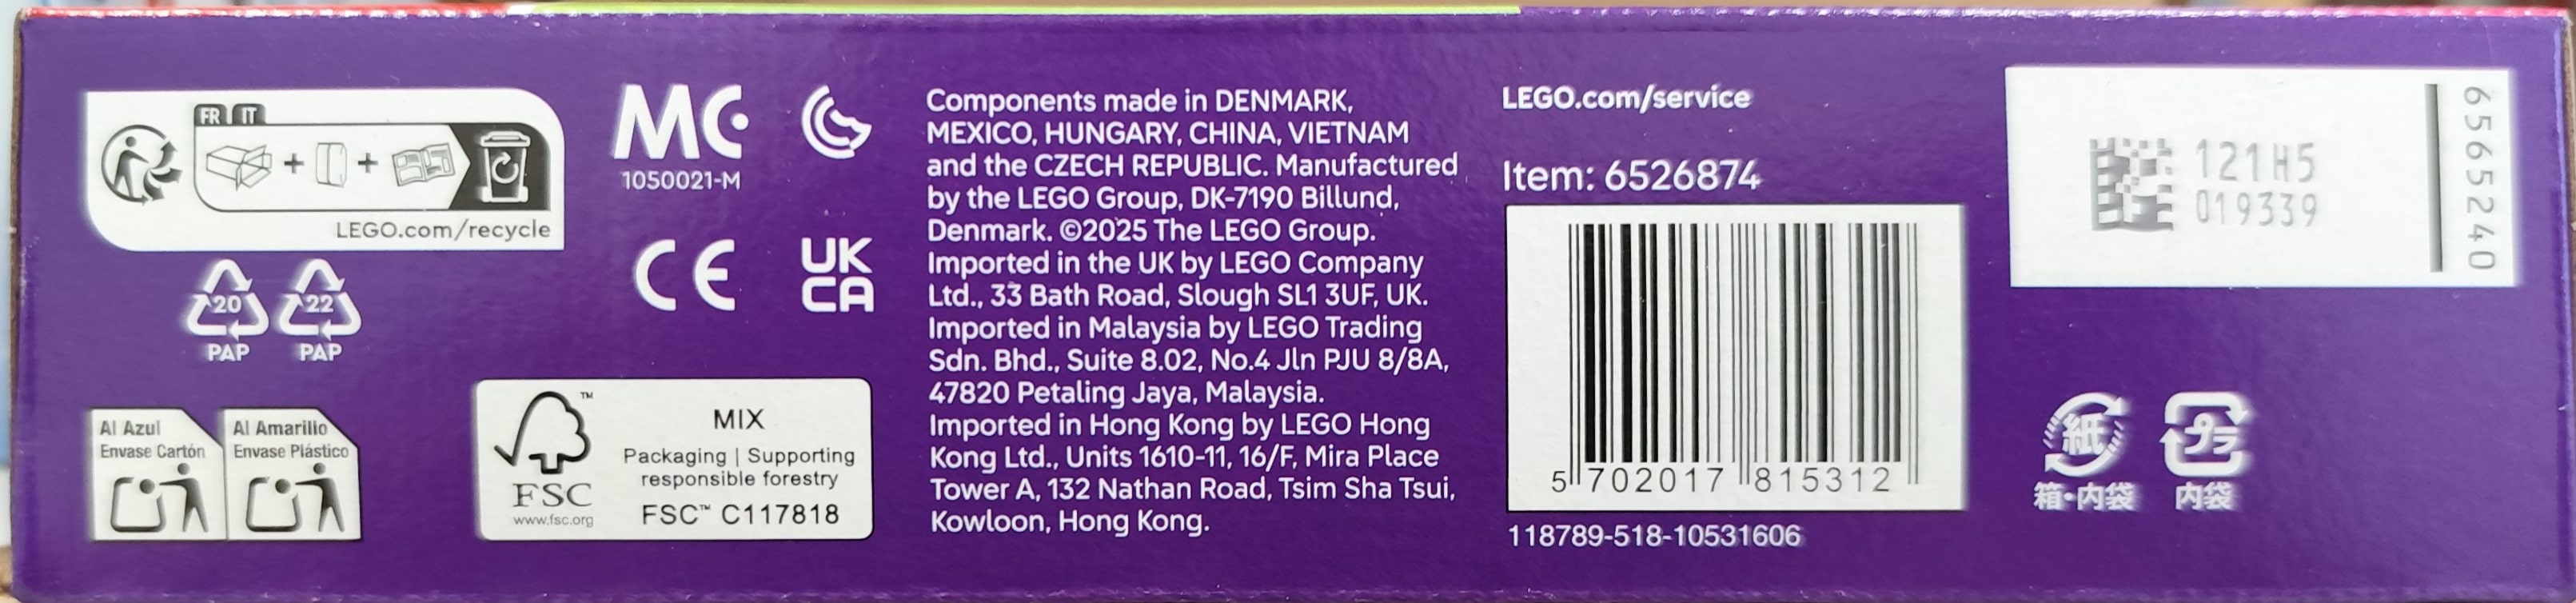 FR IT
LEGO.com/recycle
20
PAP
22
PAP
Al Azul
Envase Cartón
Al Amarillo
Envase Plástico
MC
1050021-M
CE
UK
CA
FSC
www.fsc.org
™
MIX
Packaging | Supporting
responsible forestry
FSC™ C117818
Components made in DENMARK,
MEXICO, HUNGARY, CHINA, VIETNAM
and the CZECH REPUBLIC. Manufactured
by the LEGO Group, DK-7190 Billund,
Denmark. ©2025 The LEGO Group.
Imported in the UK by LEGO Company
Ltd., 33 Bath Road, Slough SL1 3UF, UK.
Imported in Malaysia by LEGO Trading
Sdn. Bhd., Suite 8.02, No.4 Jln PJU 8/8A,
47820 Petaling Jaya, Malaysia.
Imported in Hong Kong by LEGO Hong
Kong Ltd., Units 1610-11, 16/F, Mira Place
Tower A, 132 Nathan Road, Tsim Sha Tsui,
Kowloon, Hong Kong.
LEGO.com/service
Item: 6526874
5 702017 815312
118789-518-10531606
121H5
019339
6565240
紙
箱・内袋
プラ
内袋